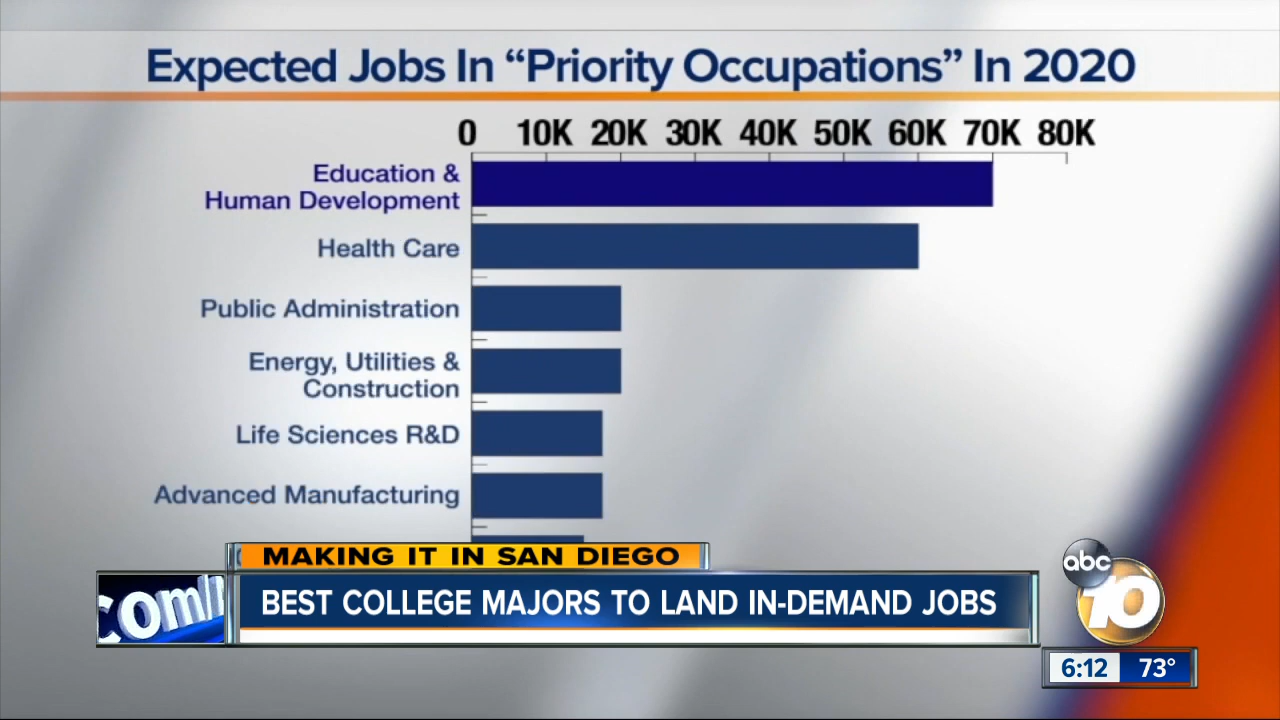 Expected Jobs In “Priority Occupations” In 2020
0 10K 20K 30K 40K 50K 60K 70K 80K
Education &
Human Development
Health Care
Public Administration
Energy, Utilities &
Construction
Life Sciences R&D
Advanced Manufacturing
MAKING IT IN SAN DIEGO
BEST COLLEGE MAJORS TO LAND IN-DEMAND JOBS
abc
10
6:12 73°